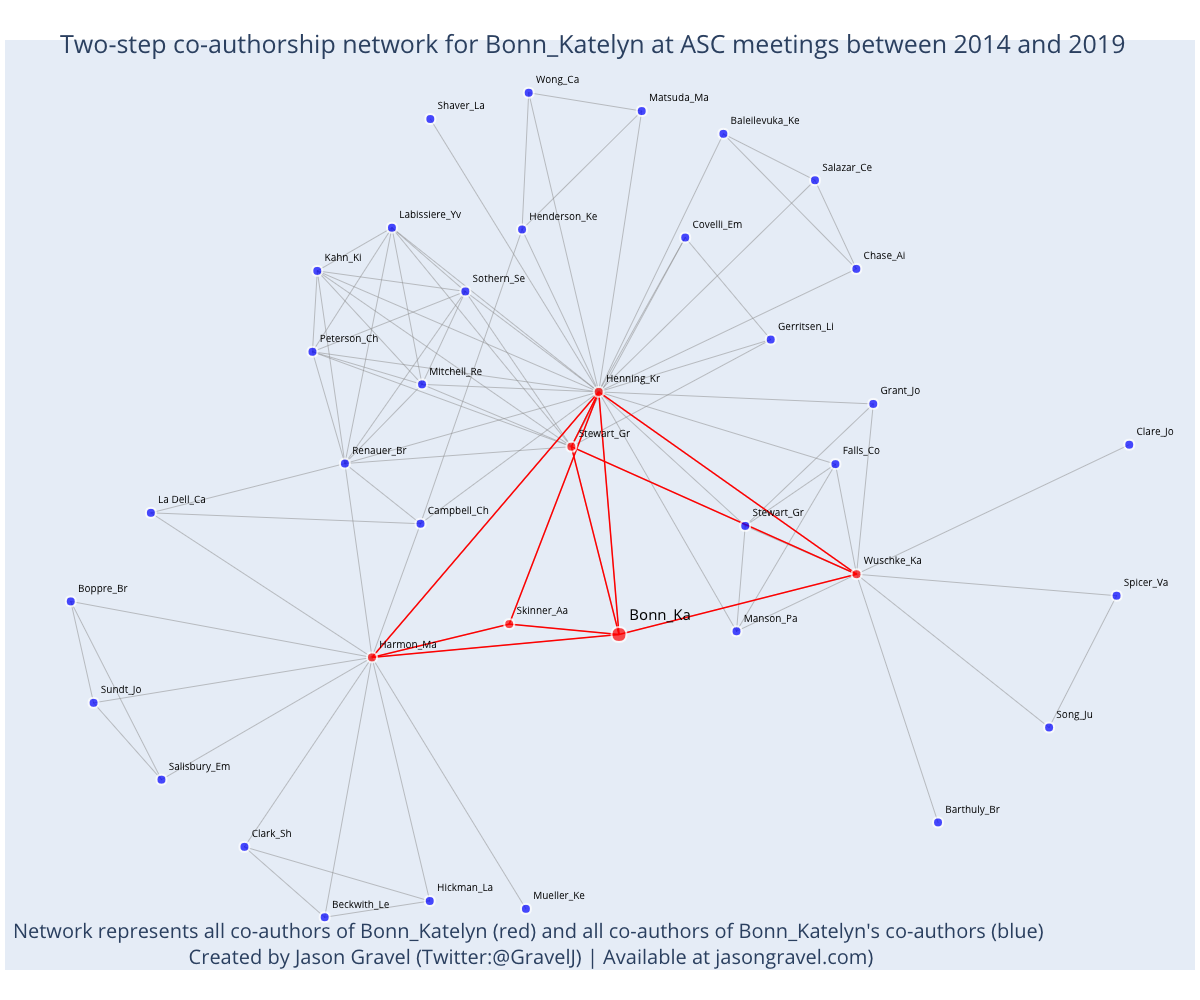 Two-step co-authorship network for Bonn_Katelyn at ASC meetings between 2014 and 2019
Wong_Ca
Matsuda_Ma
Shaver_La
Baleilevuka_Ke
Salazar_Ce
Labissiere_Yv
Henderson_Ke
Covelli_Em
Kahn_Ki
Chase_Ai
Sothern_Se
Gerritsen_Li
Peterson_Ch
Mitchell_Re
Henning_Kr
Grant_Jo
Stewart_Gr
Clare_Jo
Renauer_Br
Falls_Co
La Dell_Ca
Campbell_Ch
Stewart_Gr
Wuschke_Ka
Boppre_Br
Spicer_Va
Skinner_Aa
Bonn_Ka
Manson_Pa
Harmon_Ma
Sundt_Jo
Song_Ju
Salisbury_Em
Barthuly_Br
Clark_Sh
Hickman_La
Mueller_Ke
Beckwith_Le
Network represents all co-authors of Bonn_Katelyn (red) and all co-authors of Bonn_Katelyn's co-authors (blue)
Created by Jason Gravel (Twitter:@GravelJ) | Available at jasongravel.com)